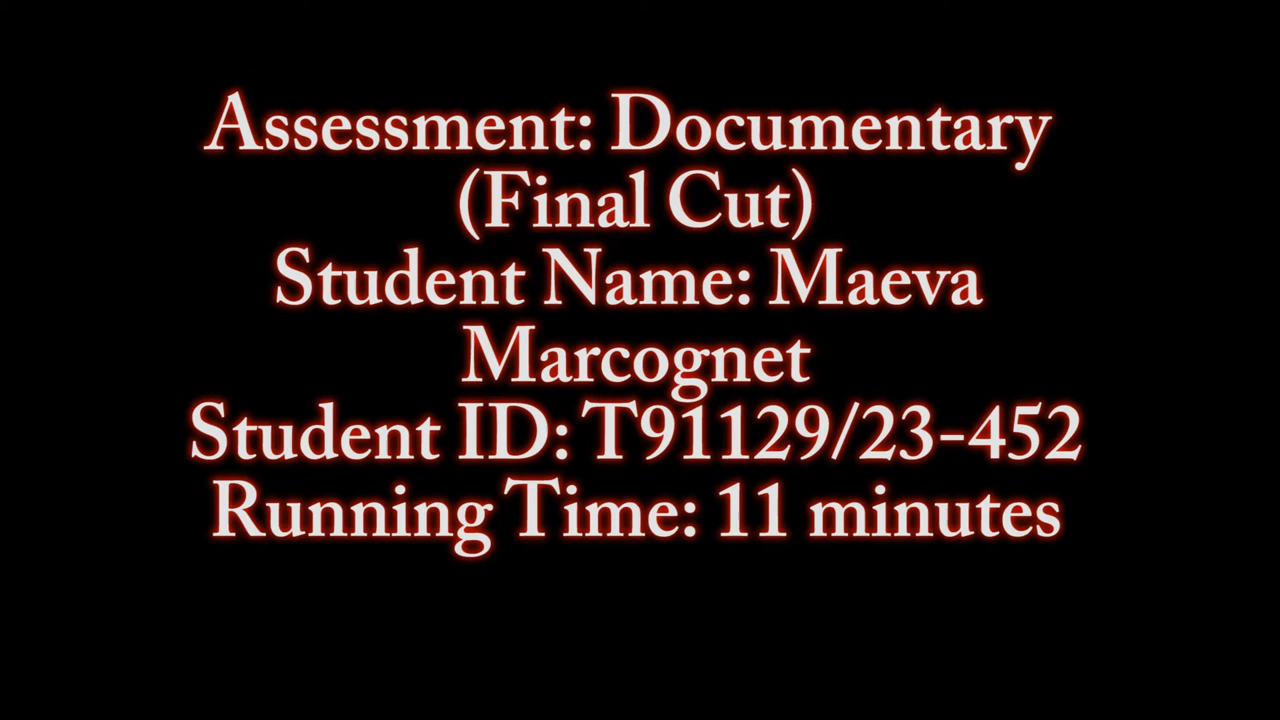 Assessment: Documentary
(Final Cut)
Student Name: Maeva
Marcognet
Student ID: T91129/23-452
Running Time: 11 minutes